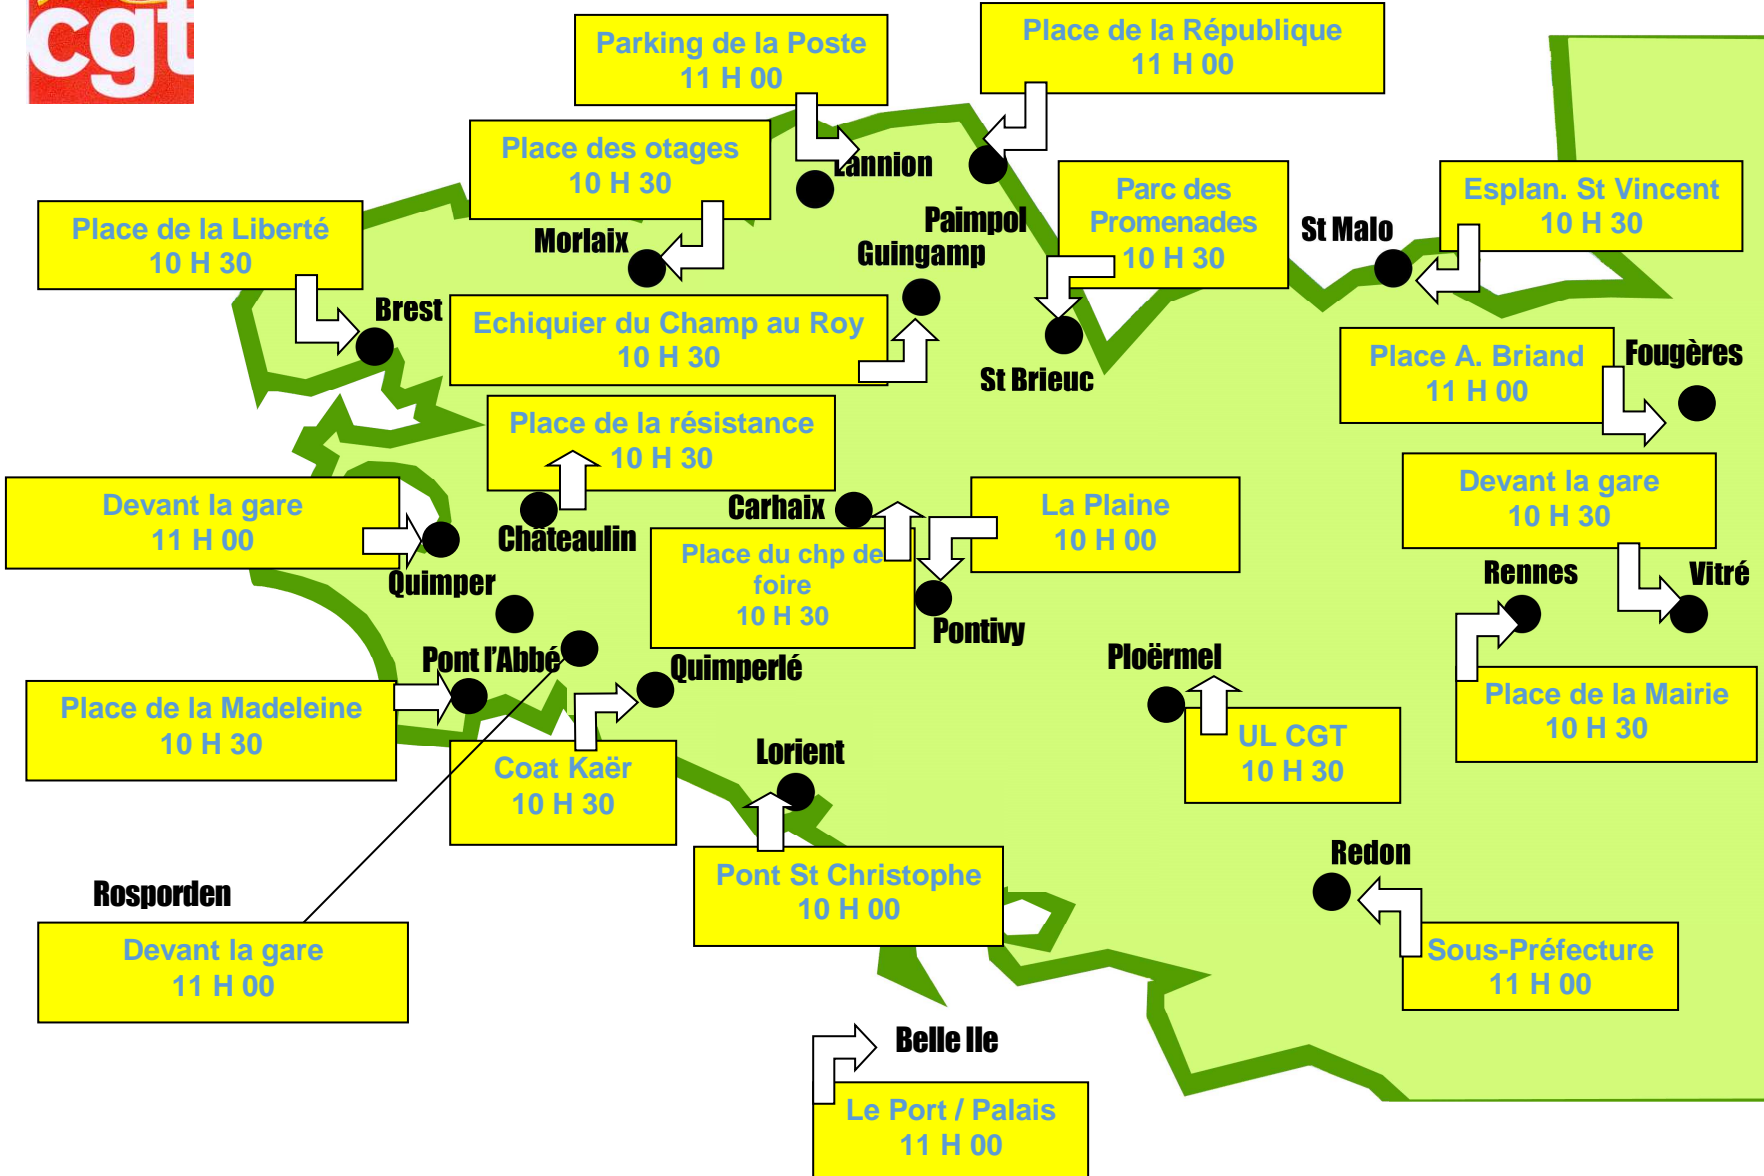 cgt
Parking de la Poste
11 H 00
Place de la République
11 H 00
Place des otages
10 H 30
Lannion
Parc des
Promenades
10 H 30
Esplan. St Vincent
10 H 30
Place de la Liberté
10 H 30
Morlaix
Paimpol
Guingamp
St Malo
Brest
Echiquier du Champ au Roy
10 H 30
St Brieuc
Place A. Briand
11 H 00
Fougères
Place de la résistance
10 H 30
Devant la gare
11 H 00
Châteaulin
Carhaix
La Plaine
10 H 00
Devant la gare
10 H 30
Quimper
Place du chp de
foire
10 H 30
Pontivy
Rennes
Vitré
Pont l'Abbé
Quimperlé
Ploërmel
Place de la Madeleine
10 H 30
Place de la Mairie
10 H 30
Coat Kaër
10 H 30
Lorient
UL CGT
10 H 30
Rosporden
Devant la gare
11 H 00
Pont St Christophe
10 H 00
Redon
Sous-Préfecture
11 H 00
Belle Ile
Le Port / Palais
11 H 00